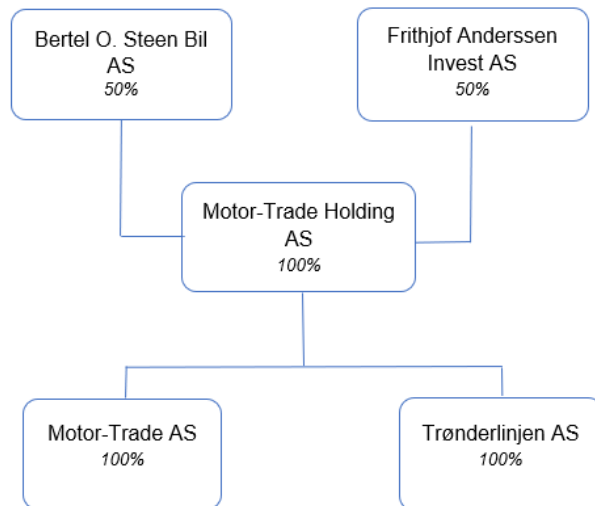 Bertel O. Steen Bil
AS
50%
Frithjof Anderssen
Invest AS
50%
Motor-Trade Holding
AS
100%
Motor-Trade AS
100%
Trønderlinjen AS
100%